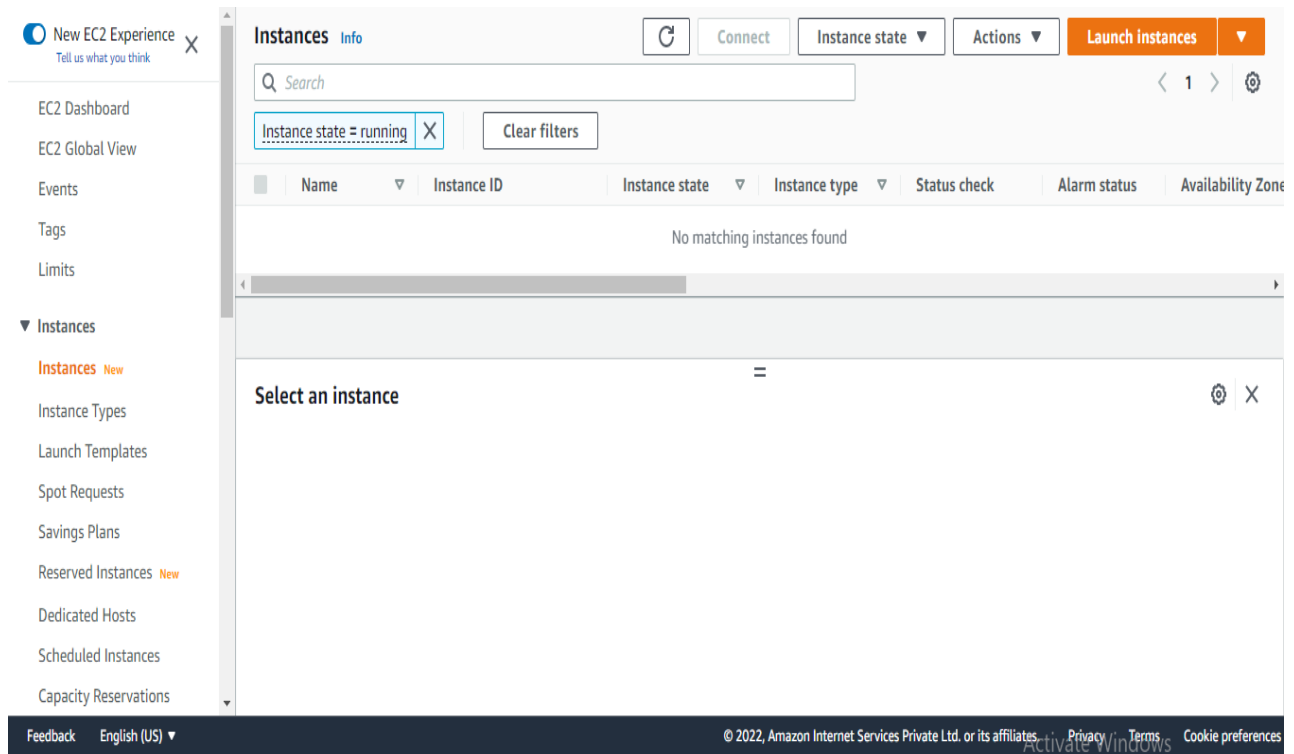 New EC2 Experience
Tell us what you think
EC2 Dashboard
EC2 Global View
Events
Tags
Limits
Instances
Instances New
Instance Types
Launch Templates
Spot Requests
Savings Plans
Reserved Instances New
Dedicated Hosts
Scheduled Instances
Capacity Reservations
Instances Info
Connect
Instance state
Actions
Launch instances
Search
1
Instance state = running
Clear filters
Name Instance ID Instance state Instance type Status check Alarm status Availability Zone
No matching instances found
Select an instance
Feedback English (US) © 2022, Amazon Internet Services Private Ltd. or its affiliates. Privacy Terms Cookie preferences
Activate Windows